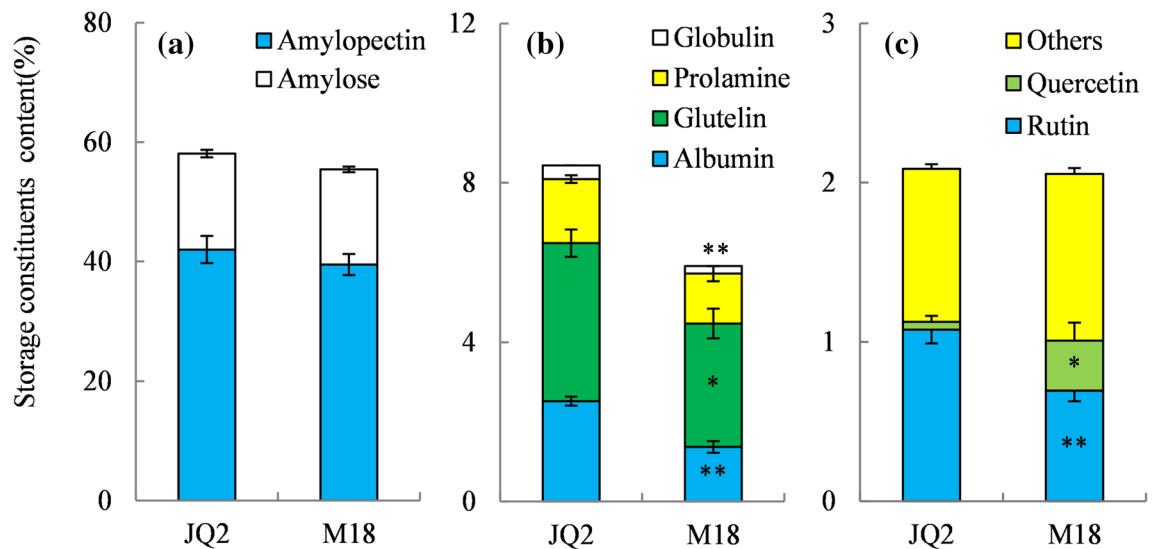 Storage constituents content(%)
80
60
40
20
0
(a)
Amylopectin
Amylose
JQ2
M18
12
8
4
0
(b)
Globulin
Prolamine
Glutelin
Albumin
**
*
**
JQ2
M18
3
2
1
0
(c)
Others
Quercetin
Rutin
*
**
JQ2
M18